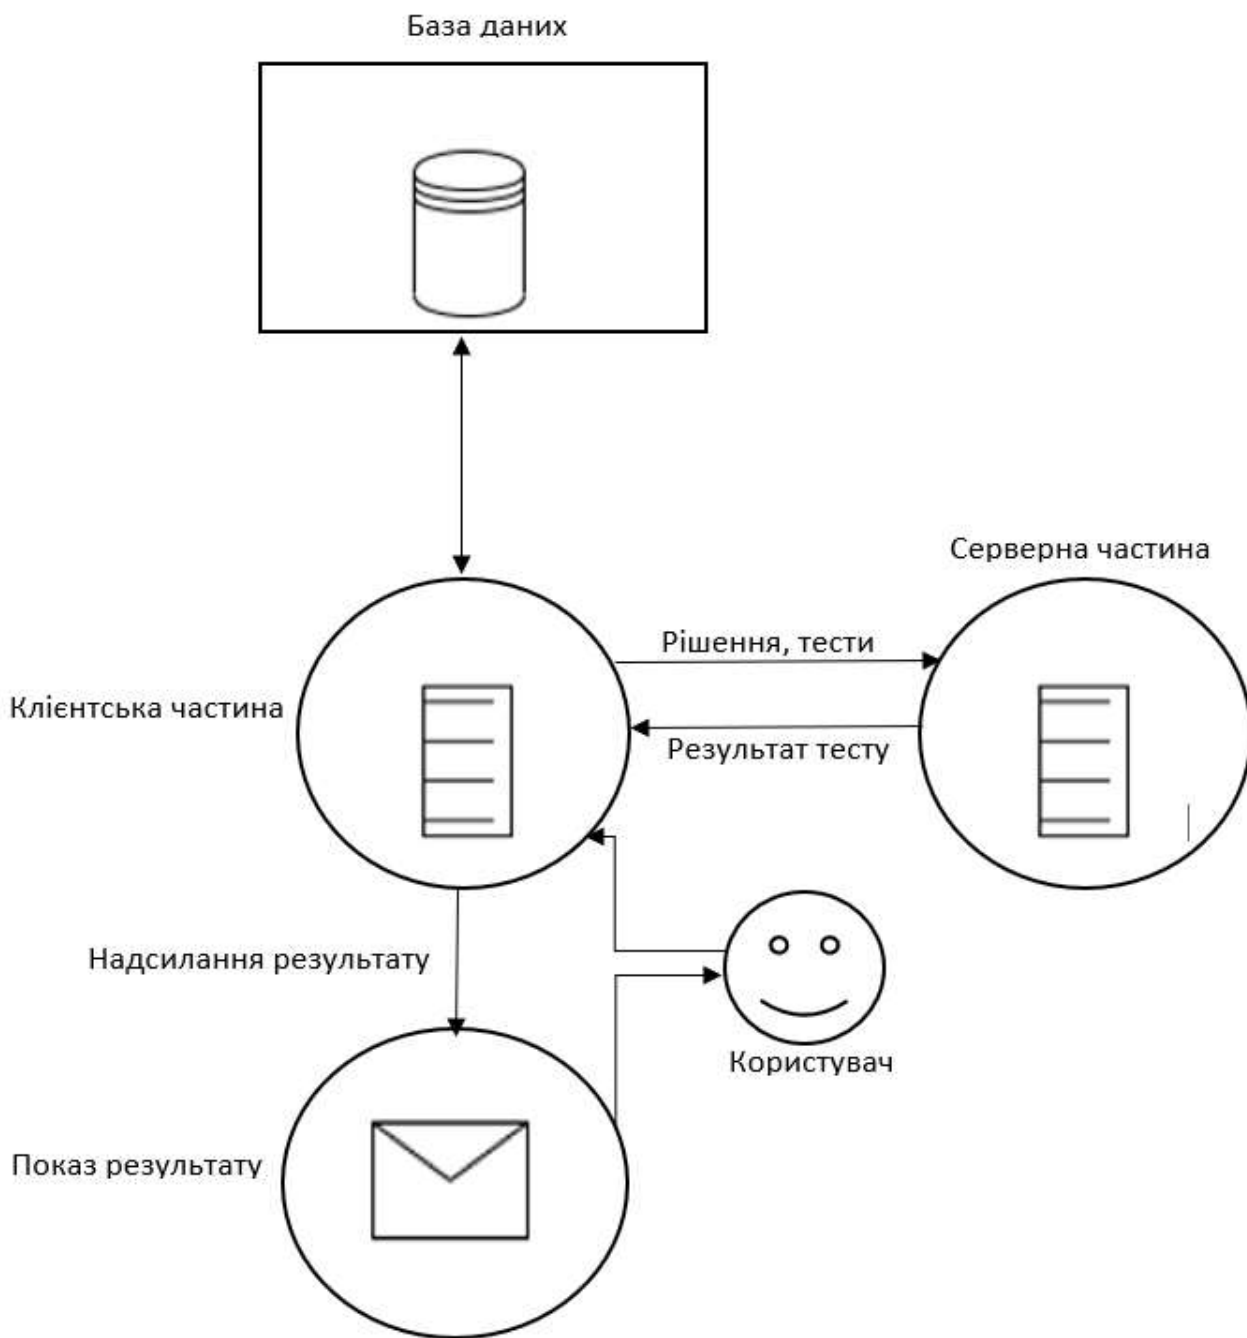 База даних
Серверна частина
Рішення, тести
Клієнтська частина
Результат тесту
Надсилання результату
Користувач
Показ результату